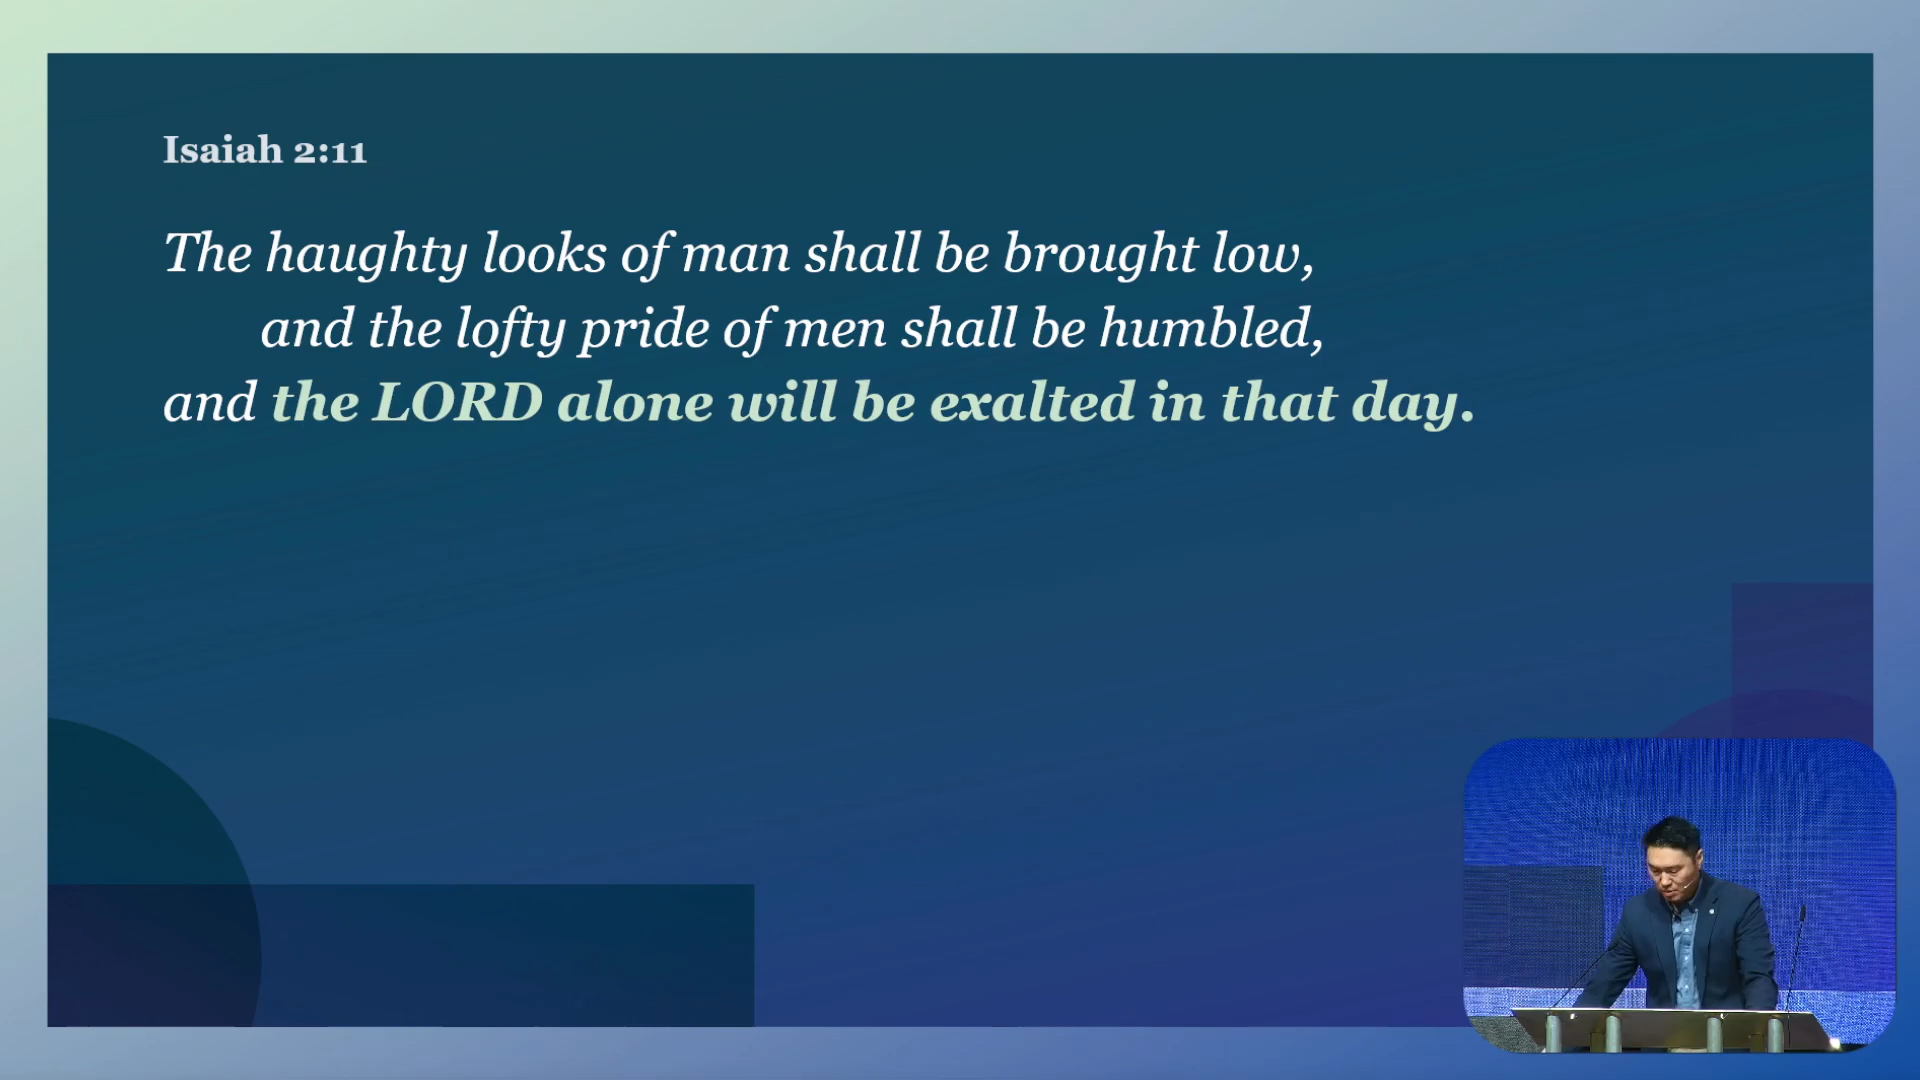 Isaiah 2:11
The haughty looks of man shall be brought low,
and the lofty pride of men shall be humbled,
and the LORD alone will be exalted in that day.